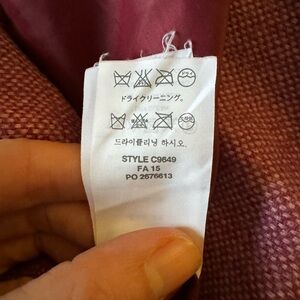 ドライクリーニング。
드라이클리닝 하시오.
STYLE C9649
FA 15
PO 2676613